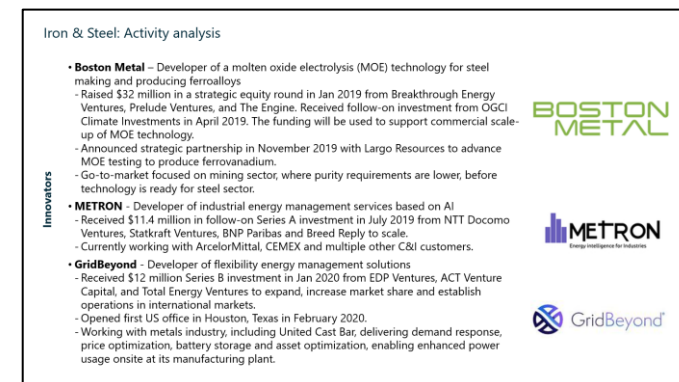 Iron & Steel: Activity analysis
Innovators
• Boston Metal – Developer of a molten oxide electrolysis (MOE) technology for steel
making and producing ferroalloys
- Raised $32 million in a strategic equity round in Jan 2019 from Breakthrough Energy
Ventures, Prelude Ventures, and The Engine. Received follow-on investment from OGCI
Climate Investments in April 2019. The funding will be used to support commercial scale-
up of MOE technology.
- Announced strategic partnership in November 2019 with Largo Resources to advance
MOE testing to produce ferrovanadium.
- Go-to-market focused on mining sector, where purity requirements are lower, before
technology is ready for steel sector.
• METRON - Developer of industrial energy management services based on AI
- Received $11.4 million in follow-on Series A investment in July 2019 from NTT Docomo
Ventures, Statkraft Ventures, BNP Paribas and Breed Reply to scale.
- Currently working with ArcelorMittal, CEMEX and multiple other C&I customers.
• GridBeyond - Developer of flexibility energy management solutions
- Received $12 million Series B investment in Jan 2020 from EDP Ventures, ACT Venture
Capital, and Total Energy Ventures to expand, increase market share and establish
operations in international markets.
- Opened first US office in Houston, Texas in February 2020.
- Working with metals industry, including United Cast Bar, delivering demand response,
price optimization, battery storage and asset optimization, enabling enhanced power
usage onsite at its manufacturing plant.
BOSTON
METAL
METRON
Energy Intelligence for Industries
GridBeyond